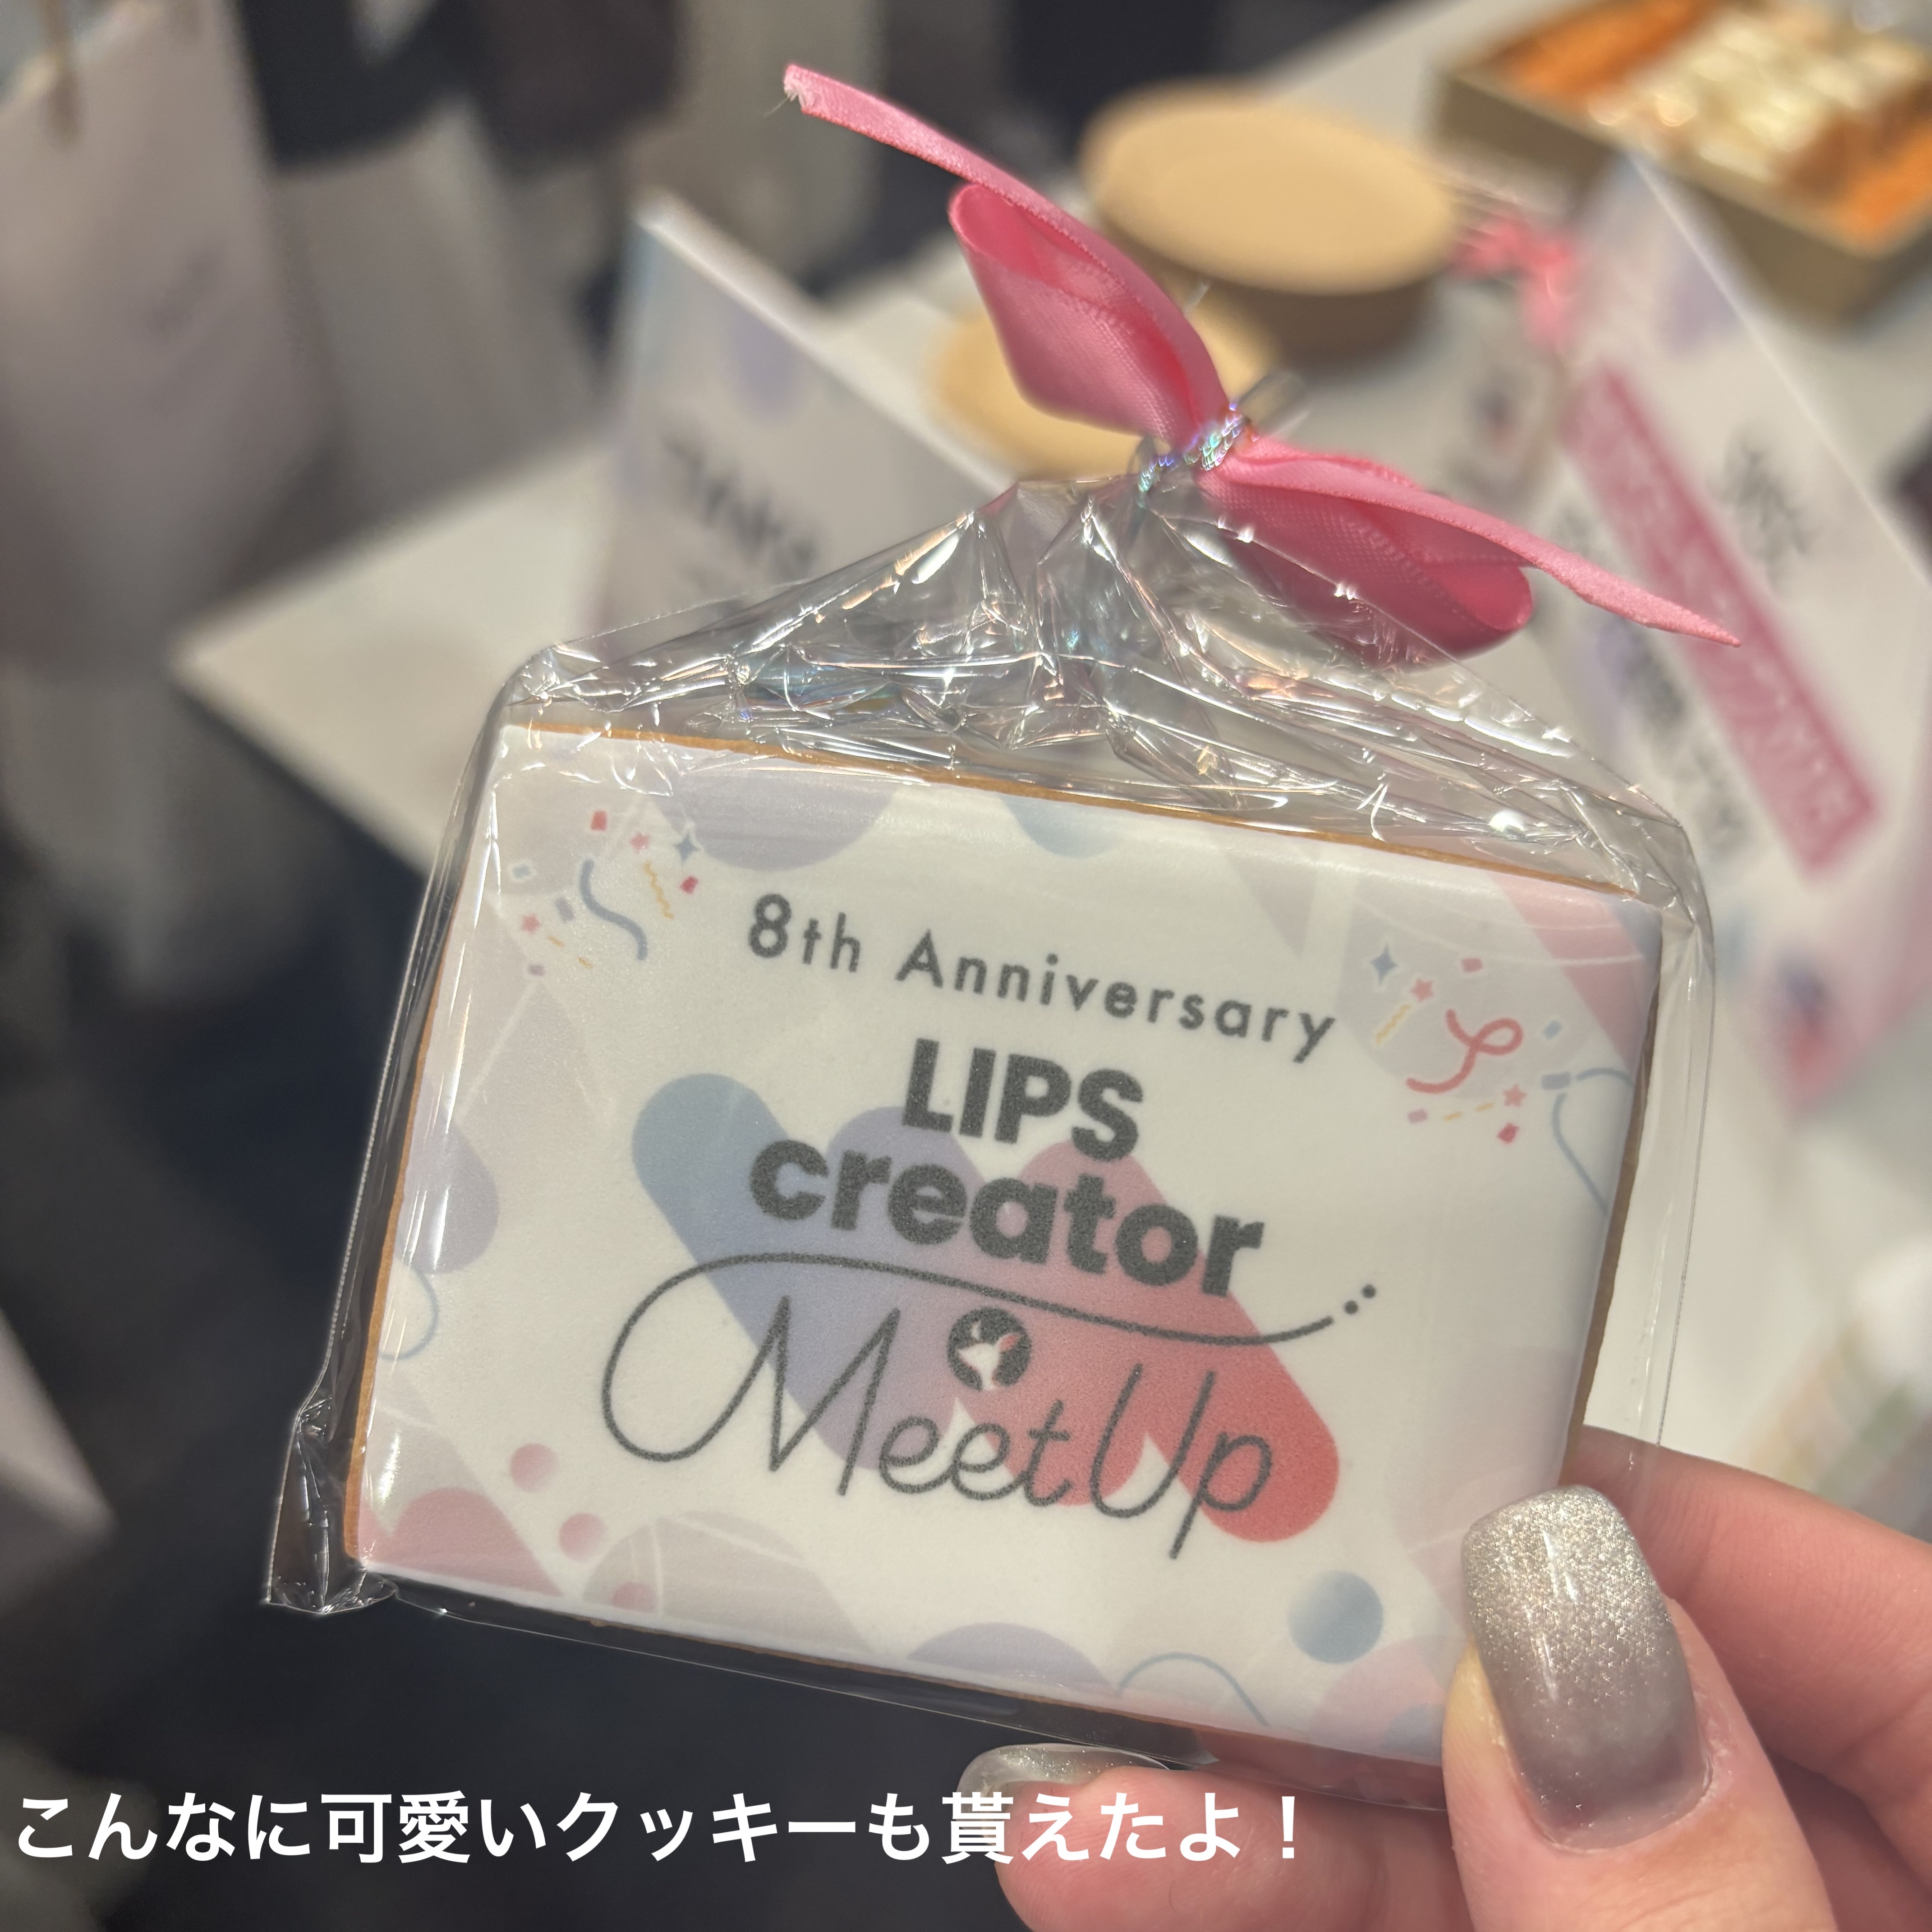 8th Anniversary
LIPS
creator
MeetUp
こんなに可愛いクッキーも貰えたよ！